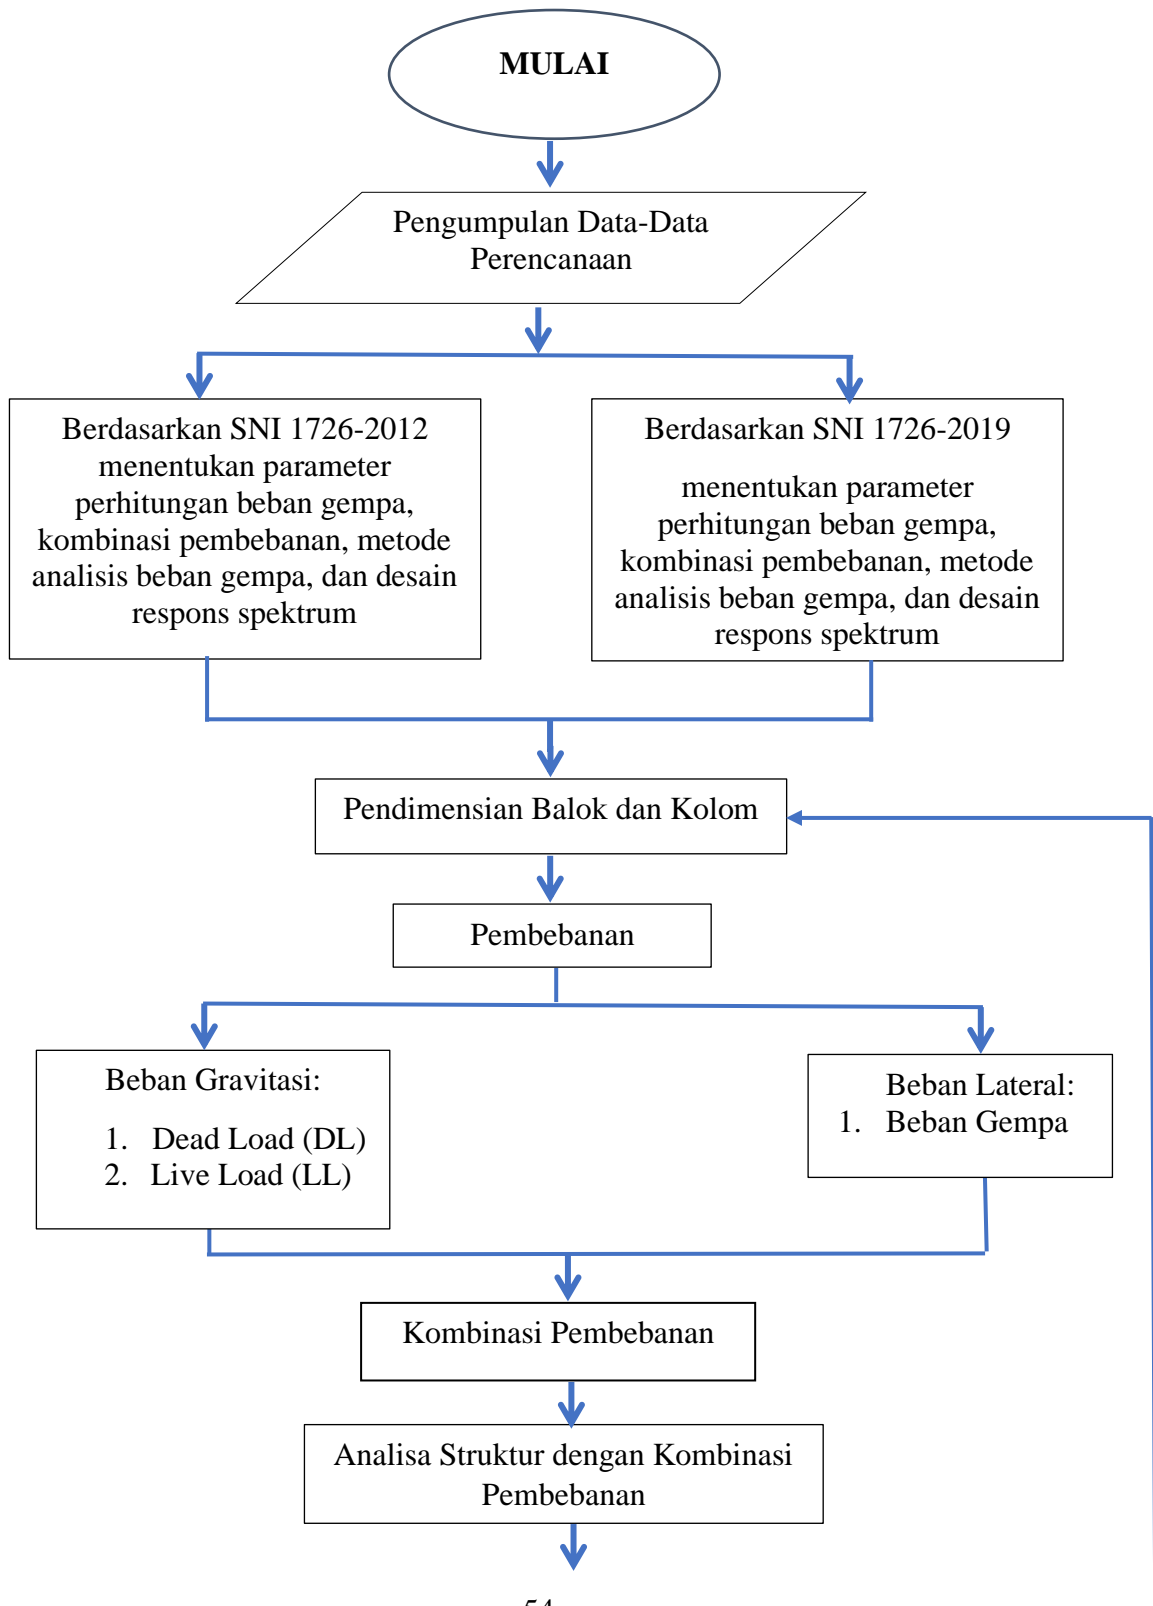 MULAI
Pengumpulan Data-Data
Perencanaan
Berdasarkan SNI 1726-2012
menentukan parameter
perhitungan beban gempa,
kombinasi pembebanan, metode
analisis beban gempa, dan desain
respons spektrum
Berdasarkan SNI 1726-2019
menentukan parameter
perhitungan beban gempa,
kombinasi pembebanan, metode
analisis beban gempa, dan desain
respons spektrum
Pendimensian Balok dan Kolom
Pembebanan
Beban Gravitasi:
1. Dead Load (DL)
2. Live Load (LL)
Beban Lateral:
1. Beban Gempa
Kombinasi Pembebanan
Analisa Struktur dengan Kombinasi
Pembebanan